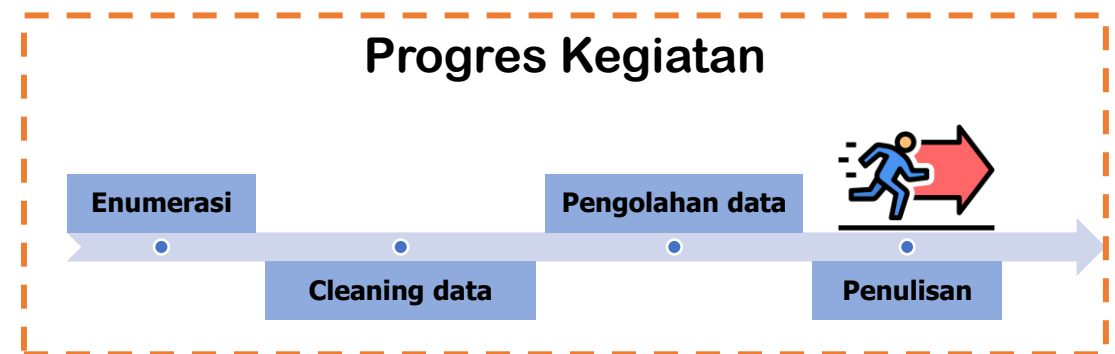 Progres Kegiatan
Enumerasi
Cleaning data
Pengolahan data
Penulisan